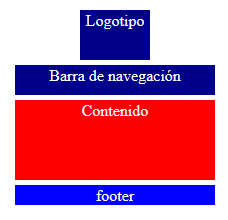 Logotipo
Barra de navegación
Contenido
footer